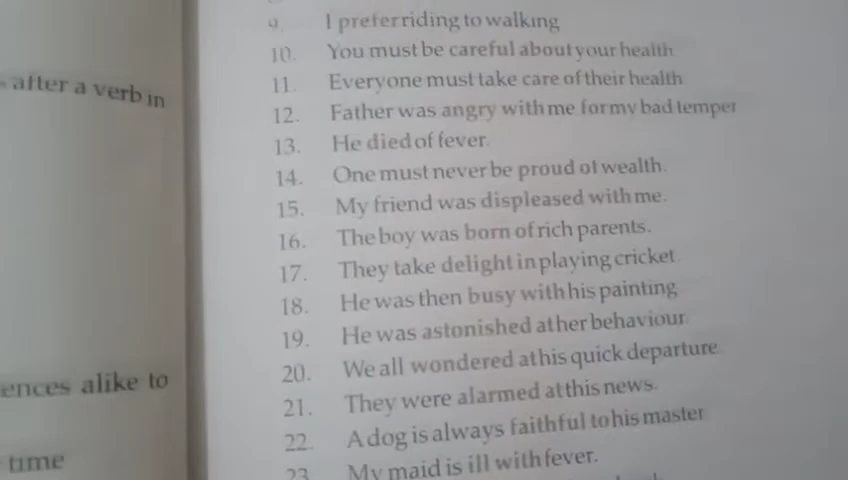 9. I prefer riding to walking
10. You must be careful about your health
s after a verb in
11. Everyone must take care of their health
12. Father was angry with me for my bad temper
13. He died of fever.
14. One must never be proud of wealth.
15. My friend was displeased with me.
16. The boy was born of rich parents.
17. They take delight in playing cricket
18. He was then busy with his painting
19. He was astonished at her behaviour
ences alike to
20. We all wondered at his quick departure
21. They were alarmed at this news.
22. A dog is always faithful to his master
time
23. My maid is ill with fever.